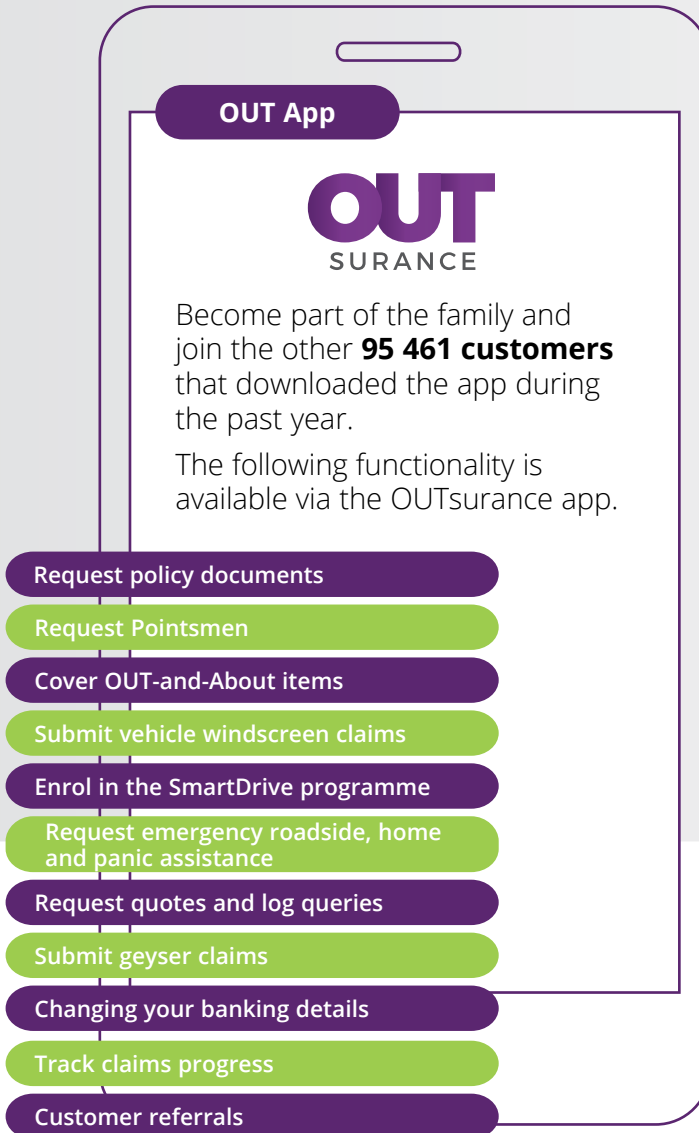 OUT App
OUT
SURANCE
Become part of the family and
join the other 95 461 customers
that downloaded the app during
the past year.
The following functionality is
available via the OUTsurance app.
Request policy documents
Request Pointsmen
Cover OUT-and-About items
Submit vehicle windscreen claims
Enrol in the SmartDrive programme
Request emergency roadside, home
and panic assistance
Request quotes and log queries
Submit geyser claims
Changing your banking details
Track claims progress
Customer referrals